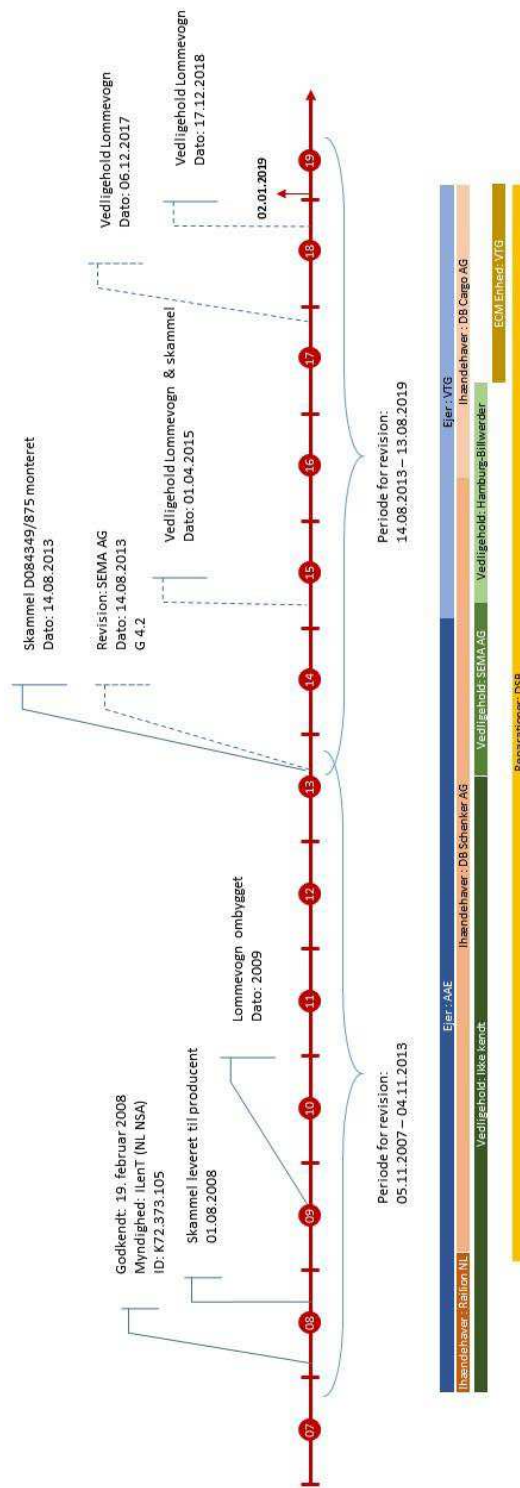 Godkendt: 19. februar 2008
Myndighed: ILenT (NL NSA)
ID: K72.373.105
Skammel leveret til producent
01.08.2008
Lommevogn ombygget
Dato: 2009
Skammel D084349/875 monteret
Dato: 14.08.2013
Revision: SEMA AG
Dato: 14.08.2013
G 4.2
Vedligehold Lommevogn & skammel
Dato: 01.04.2015
Vedligehold Lommevogn
Dato: 06.12.2017
Vedligehold Lommevogn
Dato: 17.12.2018
02.01.2019
07
08
09
10
11
12
13
14
15
16
17
18
19
Periode for revision:
05.11.2007 – 04.11.2013
Periode for revision:
14.08.2013 – 13.08.2019
Ejer : AAE
Ejer : VTG
Ihændehaver : Railion NL
Ihændehaver : DB Schenker AG
Ihændehaver : DB Cargo AG
Vedligehold: Ikke kendt
Vedligehold: SEMA AG
Vedligehold: Hamburg-Billwerder
ECM Enhed: VTG
Reparationer: DSB